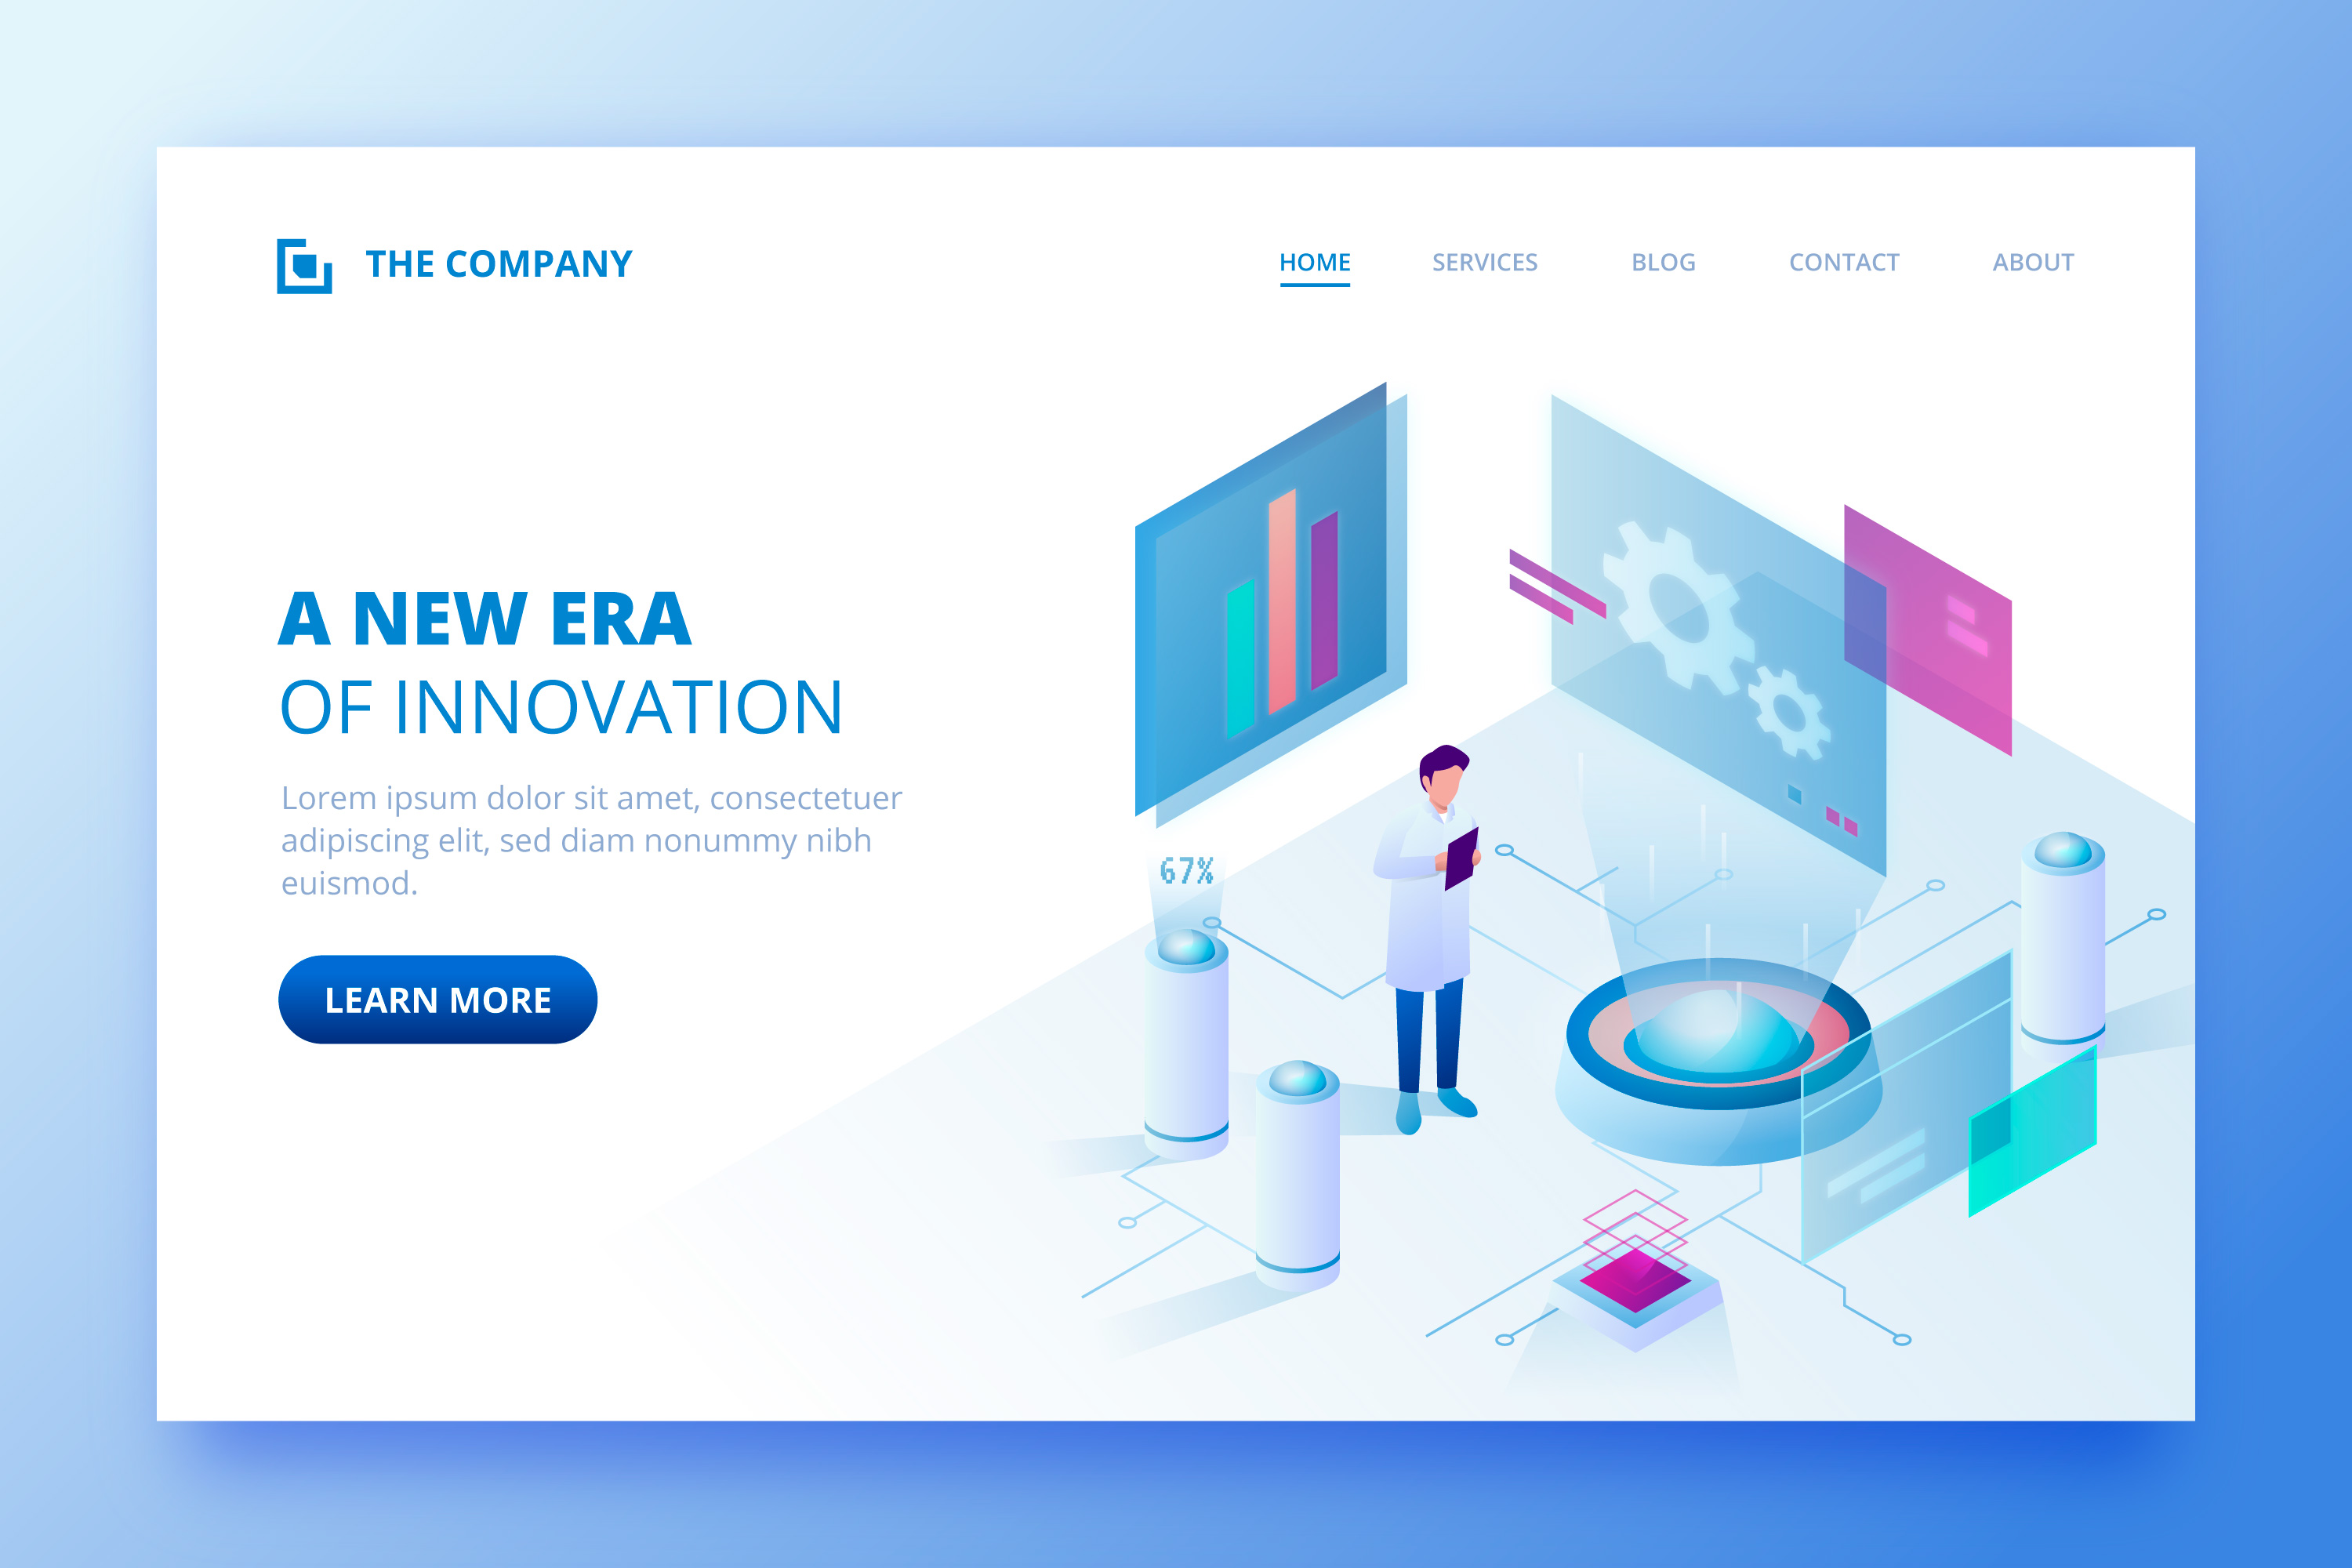 THE COMPANY
HOME SERVICES BLOG CONTACT ABOUT
A NEW ERA
OF INNOVATION
Lorem ipsum dolor sit amet, consectetuer
adipiscing elit, sed diam nonummy nibh
euismod.
LEARN MORE
67%